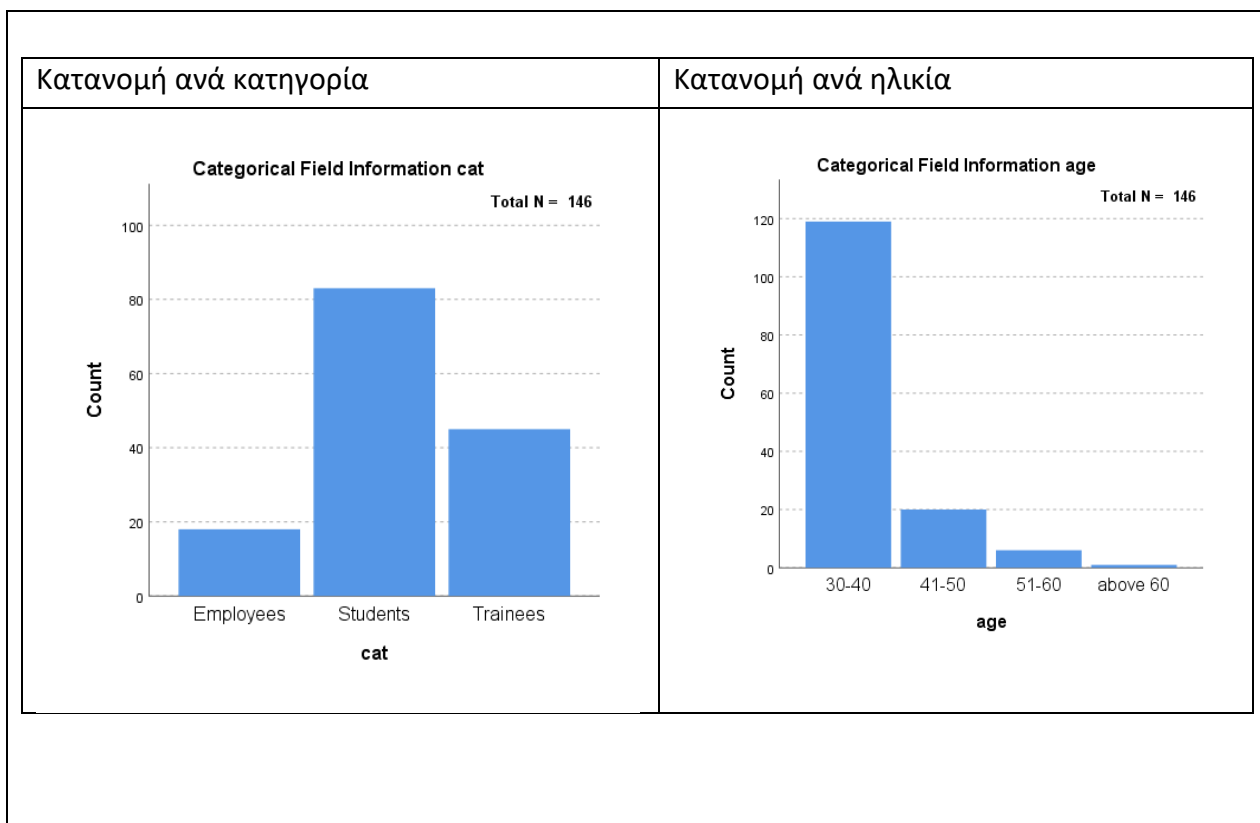 Κατανομή ανά κατηγορία
Κατανομή ανά ηλικία
Categorical Field Information cat
Total N = 146
100
80
60
40
20
0
Count
Employees Students Trainees
cat
Categorical Field Information age
Total N = 146
120
100
80
60
40
20
0
Count
30-40 41-50 51-60 above 60
age